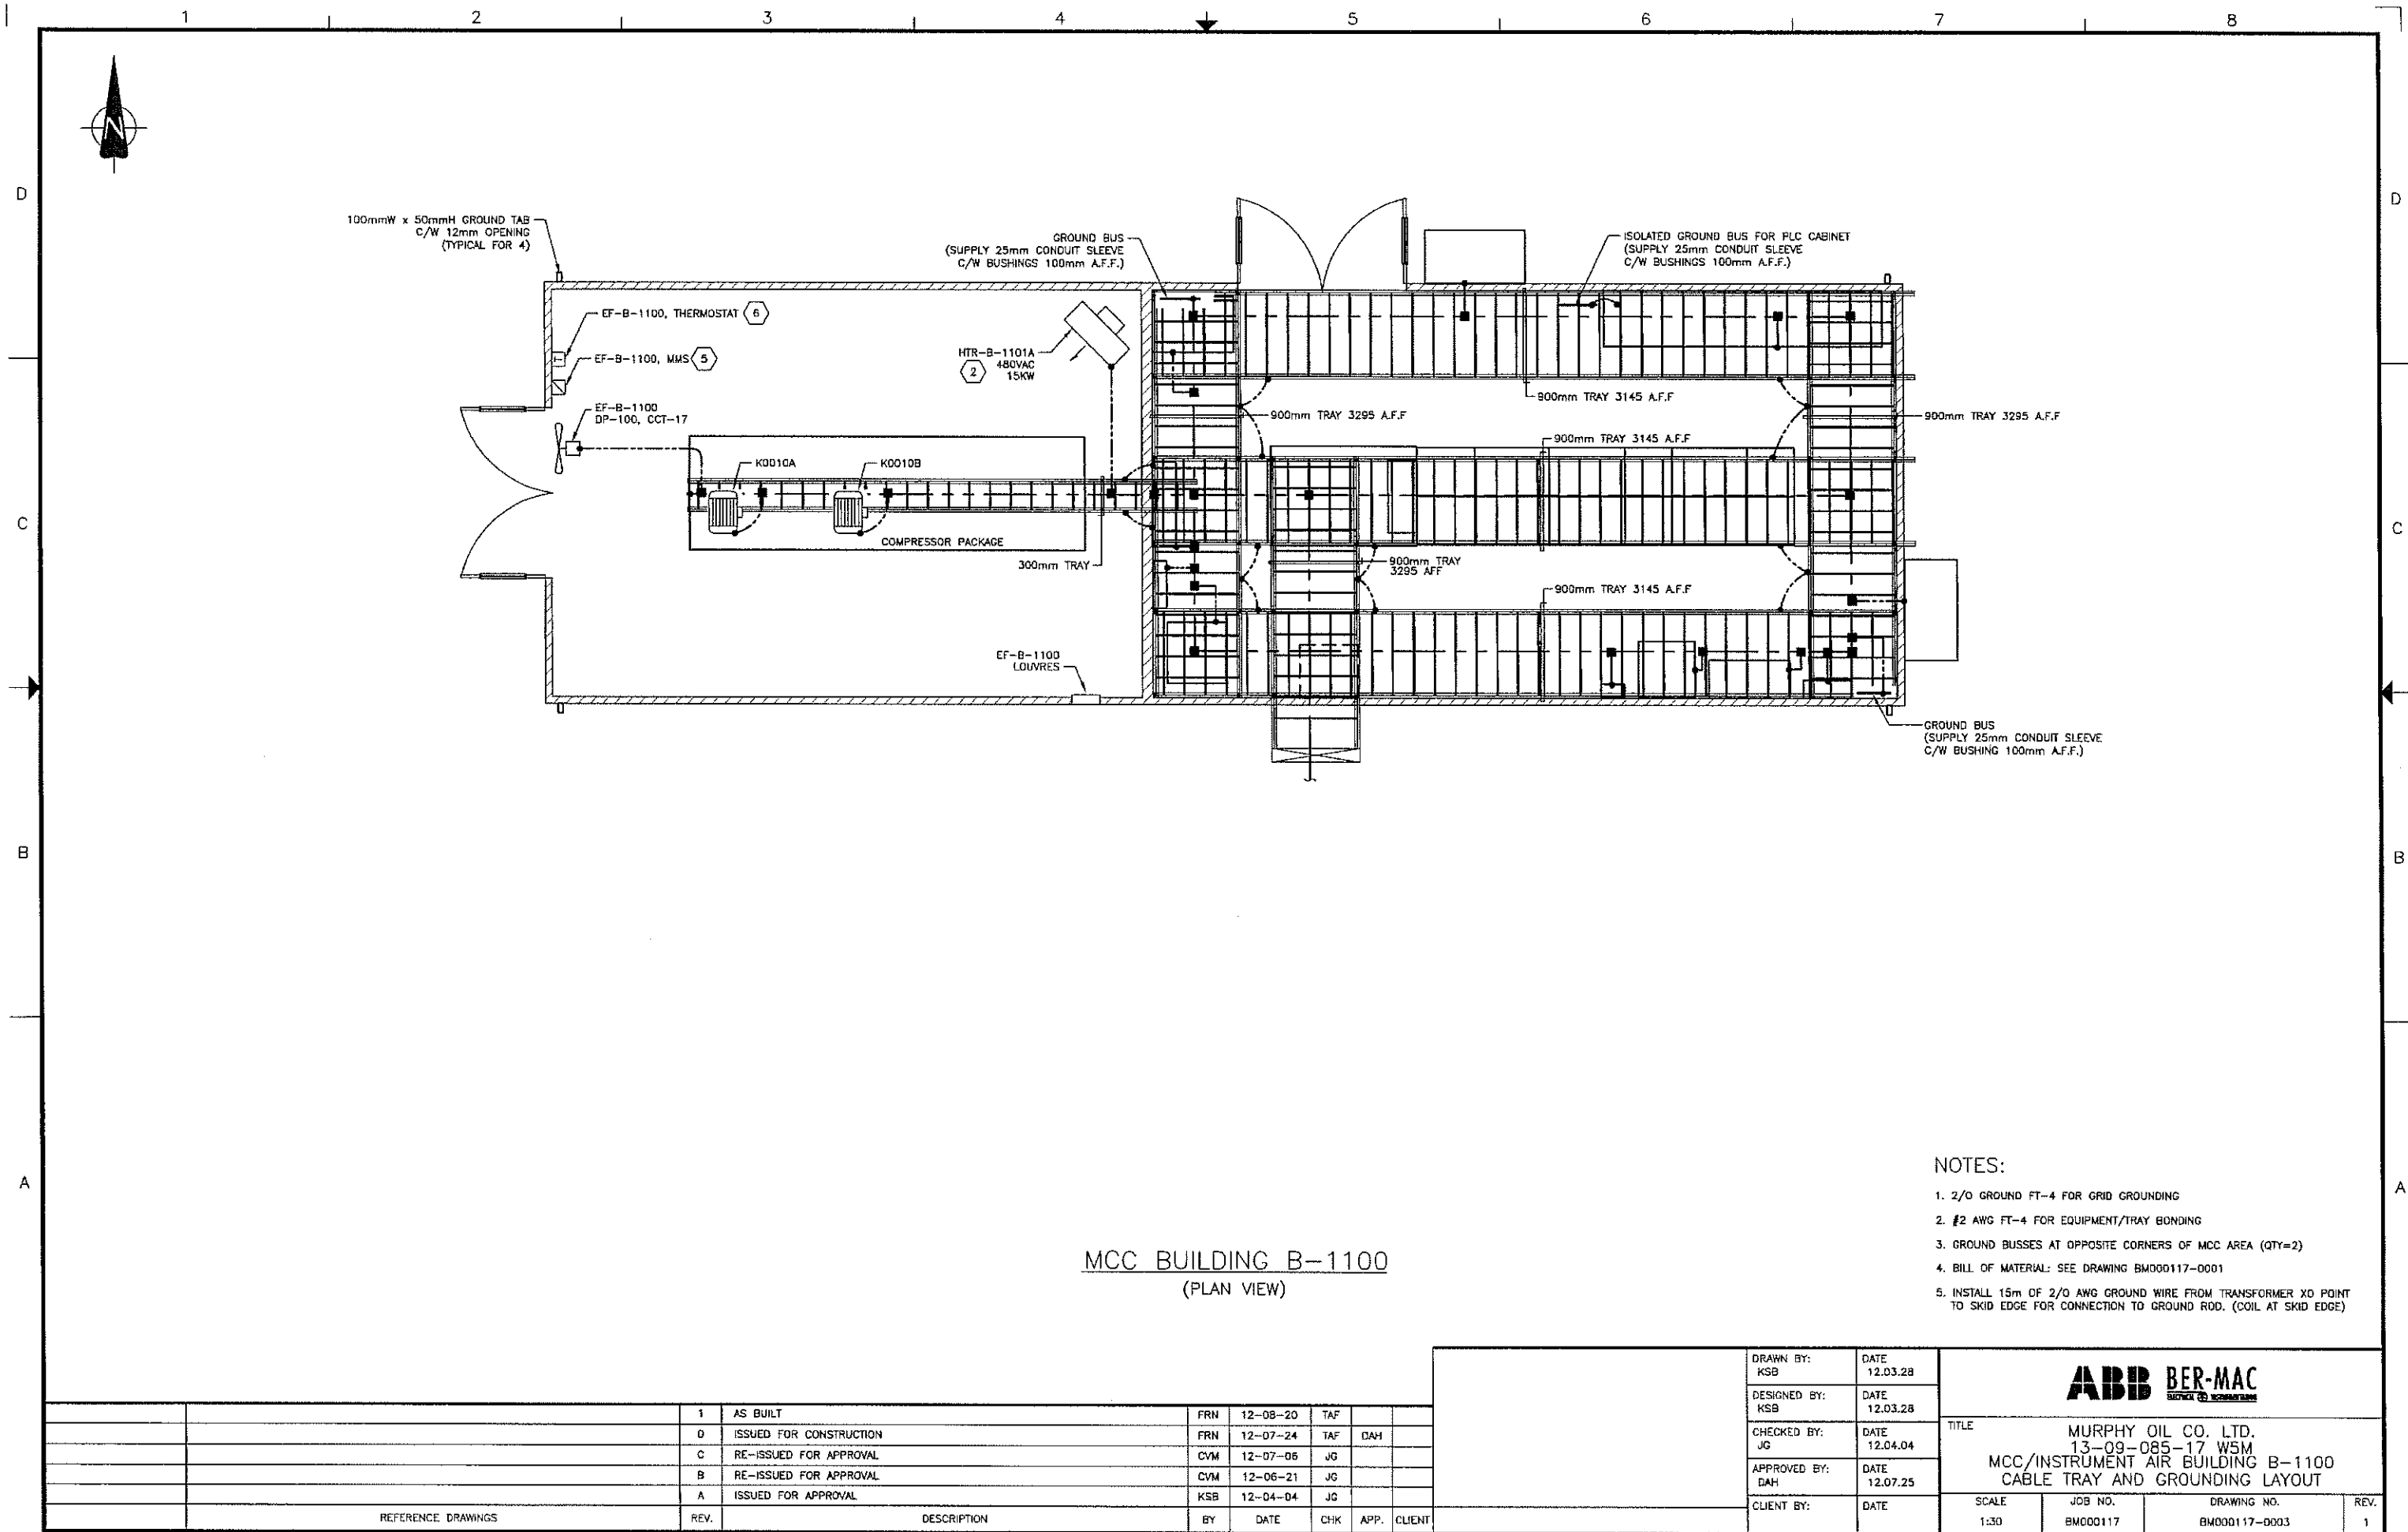 1 2 3 4 5 6 7 8
N
D D
C C
B B
A A
100mmW x 50mmH GROUND TAB
C/W 12mm OPENING
(TYPICAL FOR 4)
GROUND BUS
(SUPPLY 25mm CONDUIT SLEEVE
C/W BUSHINGS 100mm A.F.F.)
ISOLATED GROUND BUS FOR PLC CABINET
(SUPPLY 25mm CONDUIT SLEEVE
C/W BUSHINGS 100mm A.F.F.)
EF-B-1100, THERMOSTAT 6
T
EF-B-1100, MMS 5
EF-B-1100
DP-100, CCT-17
HTR-B-1101A
480VAC
15KW
2
K0010A
K0010B
COMPRESSOR PACKAGE
300mm TRAY
900mm TRAY 3295 A.F.F
900mm TRAY 3145 A.F.F
900mm TRAY 3295 A.F.F
900mm TRAY 3145 A.F.F
900mm TRAY
3295 AFF
900mm TRAY 3145 A.F.F
EF-B-1100
LOUVRES
GROUND BUS
(SUPPLY 25mm CONDUIT SLEEVE
C/W BUSHING 100mm A.F.F.)
MCC BUILDING B-1100
(PLAN VIEW)
NOTES:
1. 2/0 GROUND FT-4 FOR GRID GROUNDING
2. #2 AWG FT-4 FOR EQUIPMENT/TRAY BONDING
3. GROUND BUSSES AT OPPOSITE CORNERS OF MCC AREA (QTY=2)
4. BILL OF MATERIAL: SEE DRAWING BM000117-0001
5. INSTALL 15m OF 2/0 AWG GROUND WIRE FROM TRANSFORMER X0 POINT
TO SKID EDGE FOR CONNECTION TO GROUND ROD. (COIL AT SKID EDGE)
1 AS BUILT FRN 12-08-20 TAF
0 ISSUED FOR CONSTRUCTION FRN 12-07-24 TAF DAH
C RE-ISSUED FOR APPROVAL CVM 12-07-06 JG
B RE-ISSUED FOR APPROVAL CVM 12-06-21 JG
A ISSUED FOR APPROVAL KSB 12-04-04 JG
REFERENCE DRAWINGS REV. DESCRIPTION BY DATE CHK APP. CLIENT
DRAWN BY: DATE
KSB 12.03.28
DESIGNED BY: DATE
KSB 12.03.28
CHECKED BY: DATE
JG 12.04.04
APPROVED BY: DATE
DAH 12.07.25
CLIENT BY: DATE
ABB BER-MAC
TITLE
MURPHY OIL CO. LTD.
13-09-085-17 W5M
MCC/INSTRUMENT AIR BUILDING B-1100
CABLE TRAY AND GROUNDING LAYOUT
SCALE JOB NO. DRAWING NO. REV.
1:30 BM000117 BM000117-0003 1